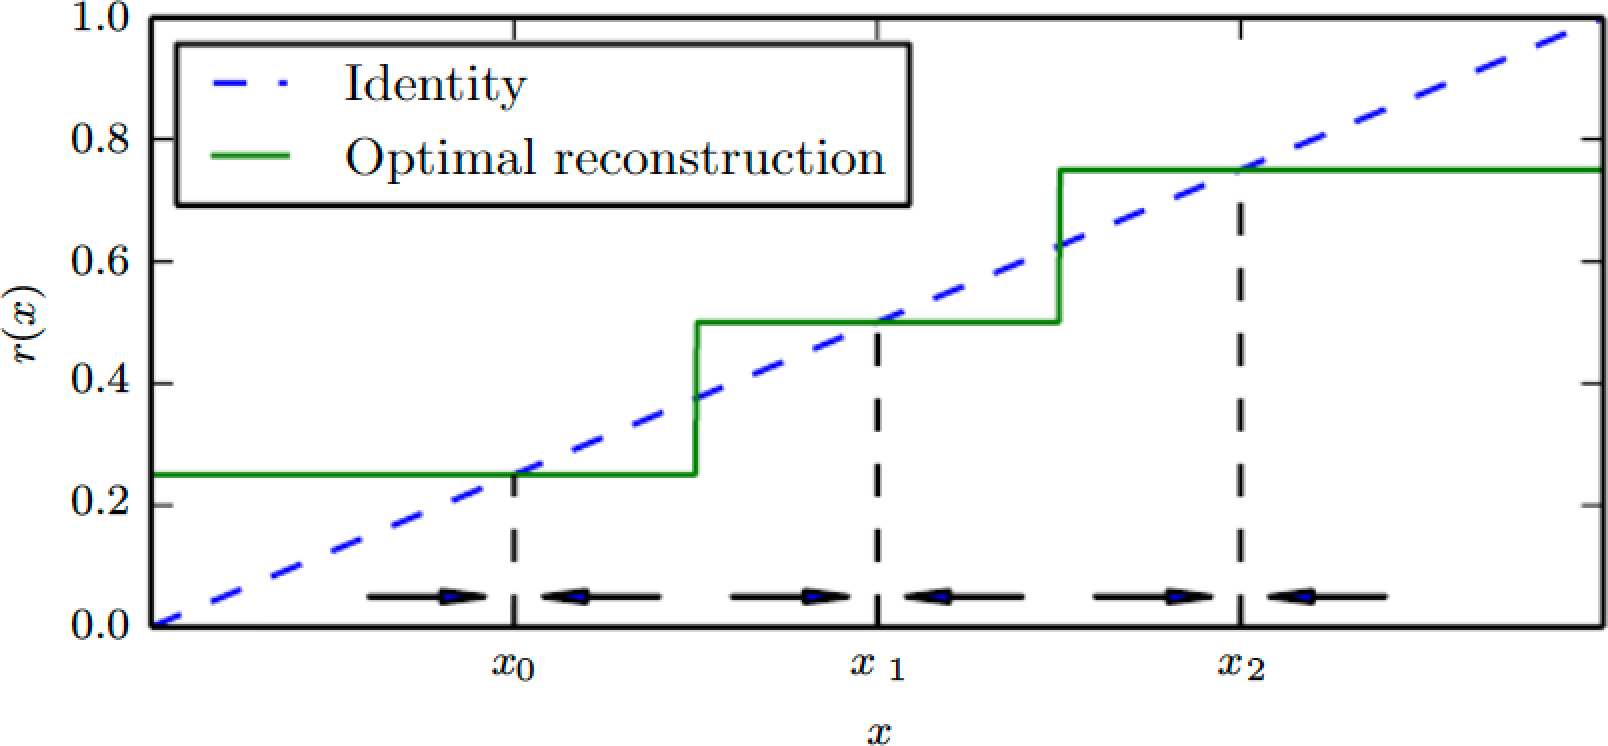 1.0
Identity
Optimal reconstruction
0.8
0.6
r(x)
0.4
0.2
0.0
x0 x1 x2
x